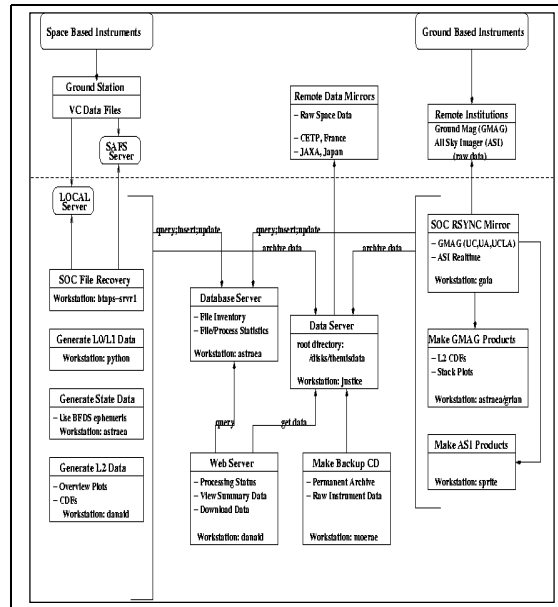 Space Based Instruments
Ground Based Instruments
Ground Station
VC Data Files
SAFS
Server
Remote Data Mirrors
– Raw Space Data
– CETP, France
– JAXA, Japan
Remote Institutions
Ground Mag (GMAG)
All Sky Imager (ASI)
(raw data)
LOCAL
Server
SOC File Recovery
Workstation: btaps–srvr1
Generate L0/L1 Data
Workstation: python
Generate State Data
– Use BFDS ephemeris
Workstation: astraea
Generate L2 Data
– Overview Plots
– CDFs
Workstation: danaid
query;insert;update
query;insert;update
archive data
archive data
Database Server
– File Inventory
– File/Process Statistics
Workstation: astraea
Data Server
root directory:
/disks/themisdata
Workstation: justice
query
get data
Web Server
– Processing Status
– View Summary Data
– Download Data
Workstation: danaid
Make Backup CD
– Permanent Archive
– Raw Instrument Data
Workstation: moerae
SOC RSYNC Mirror
– GMAG (UC,UA,UCLA)
– ASI Realtime
Workstation: gaia
Make GMAG Products
– L2 CDFs
– Stack Plots
Workstation: astraea/grian
Make ASI Products
Workstation: sprite